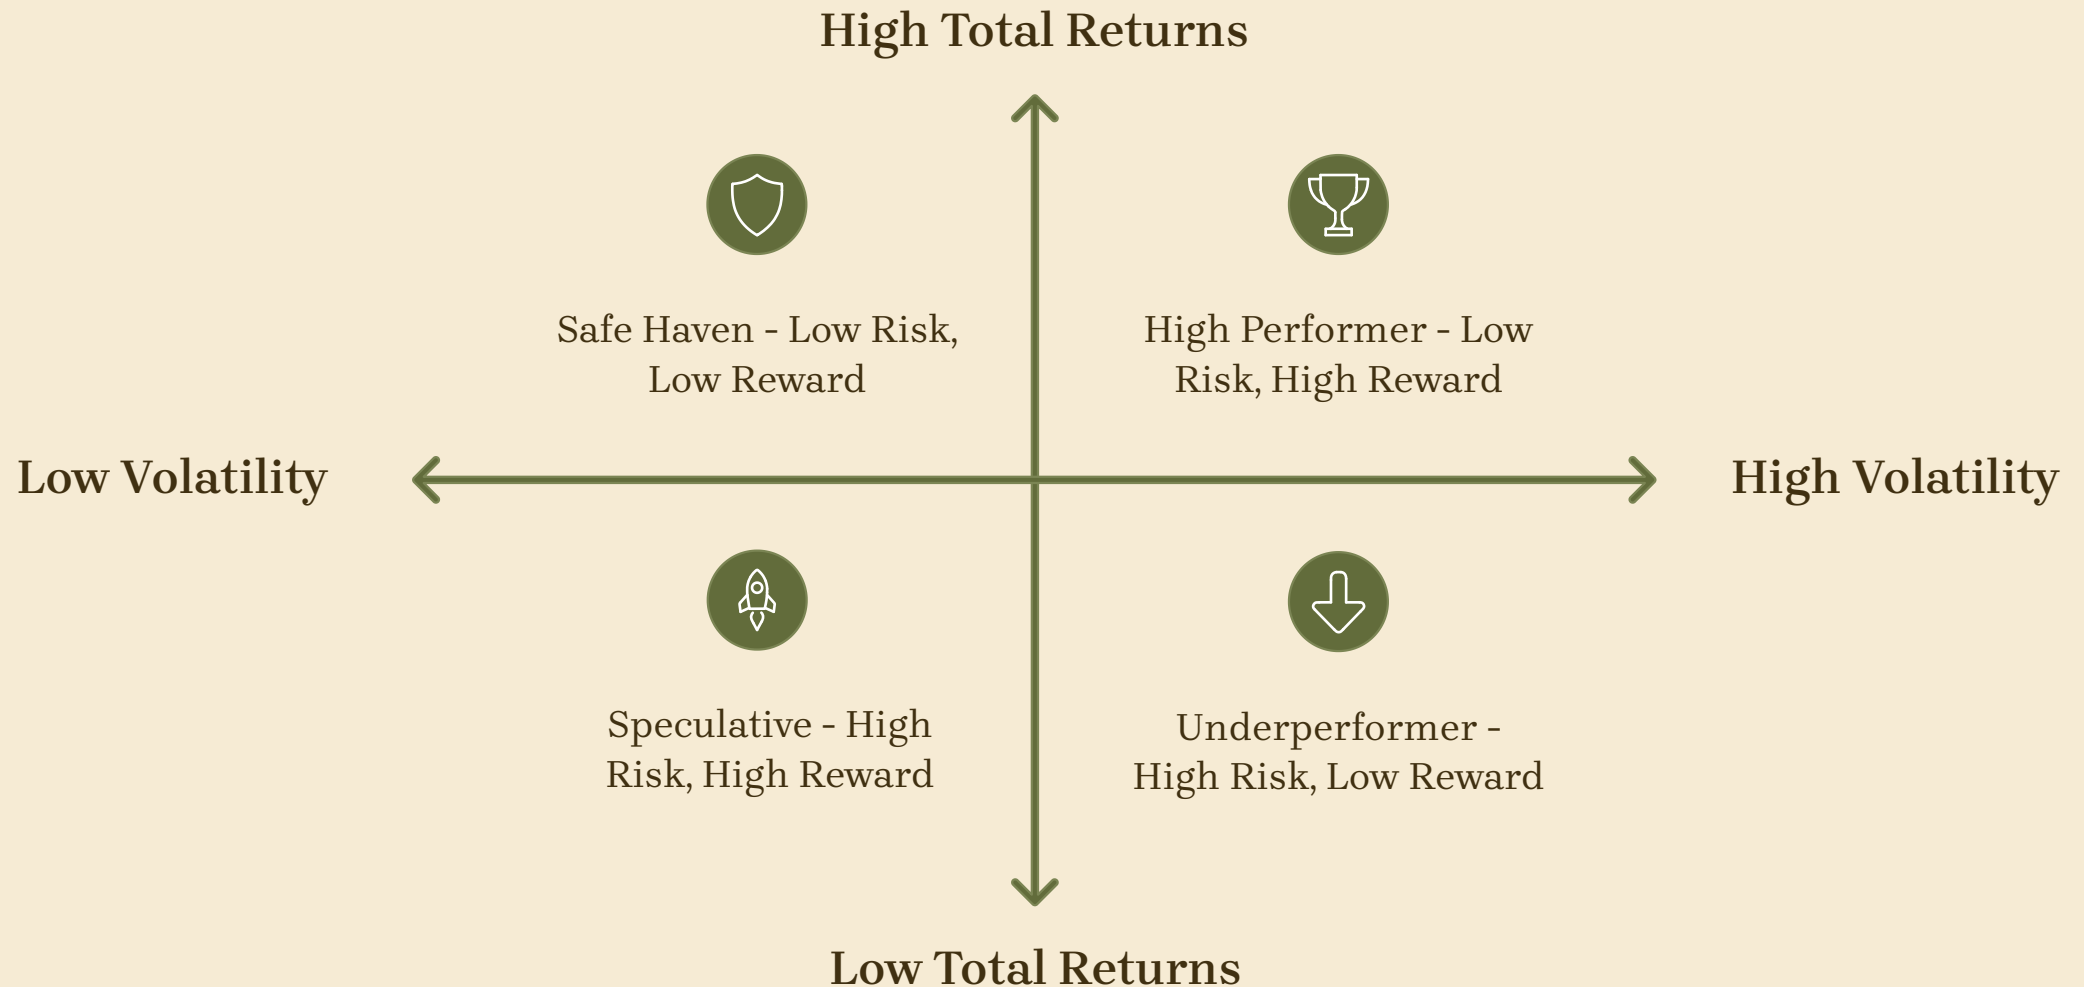 High Total Returns
Safe Haven - Low Risk,
Low Reward
High Performer - Low
Risk, High Reward
Low Volatility
High Volatility
Speculative - High
Risk, High Reward
Underperformer -
High Risk, Low Reward
Low Total Returns